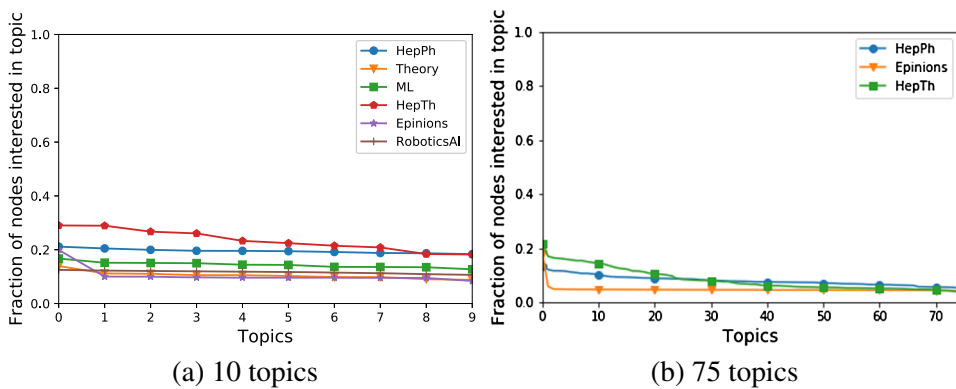 Fraction of nodes interested in topic
1.0
0.8
0.6
0.4
0.2
0.0
0 1 2 3 4 5 6 7 8 9
Topics
HepPh
Theory
ML
HepTh
Epinions
RoboticsAI
(a) 10 topics
Fraction of nodes interested in topic
1.0
0.8
0.6
0.4
0.2
0.0
0 10 20 30 40 50 60 70
Topics
HepPh
Epinions
HepTh
(b) 75 topics